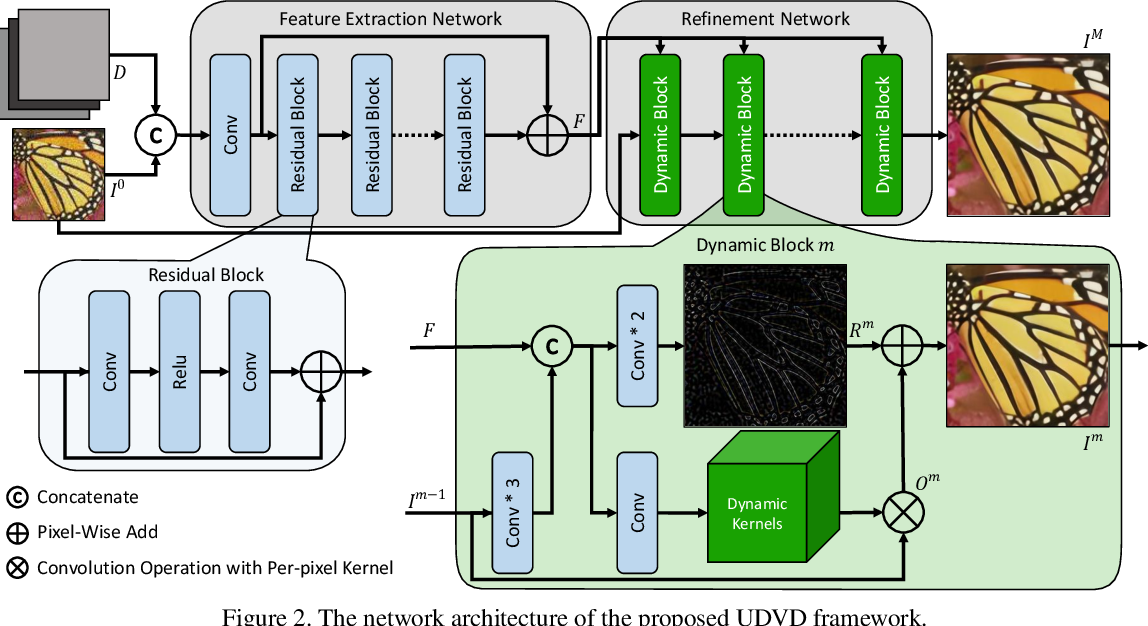 Feature Extraction Network
Refinement Network
D
I^0
C
Conv
Residual Block
Residual Block
Residual Block
F
Dynamic Block
Dynamic Block
Dynamic Block
I^M
Residual Block
Conv
Relu
Conv
Dynamic Block m
F
C
Conv * 2
R^m
I^m
I^{m-1}
Conv * 3
Conv
Dynamic
Kernels
O^m
C Concatenate
Pixel-Wise Add
Convolution Operation with Per-pixel Kernel
Figure 2. The network architecture of the proposed UDVD framework.